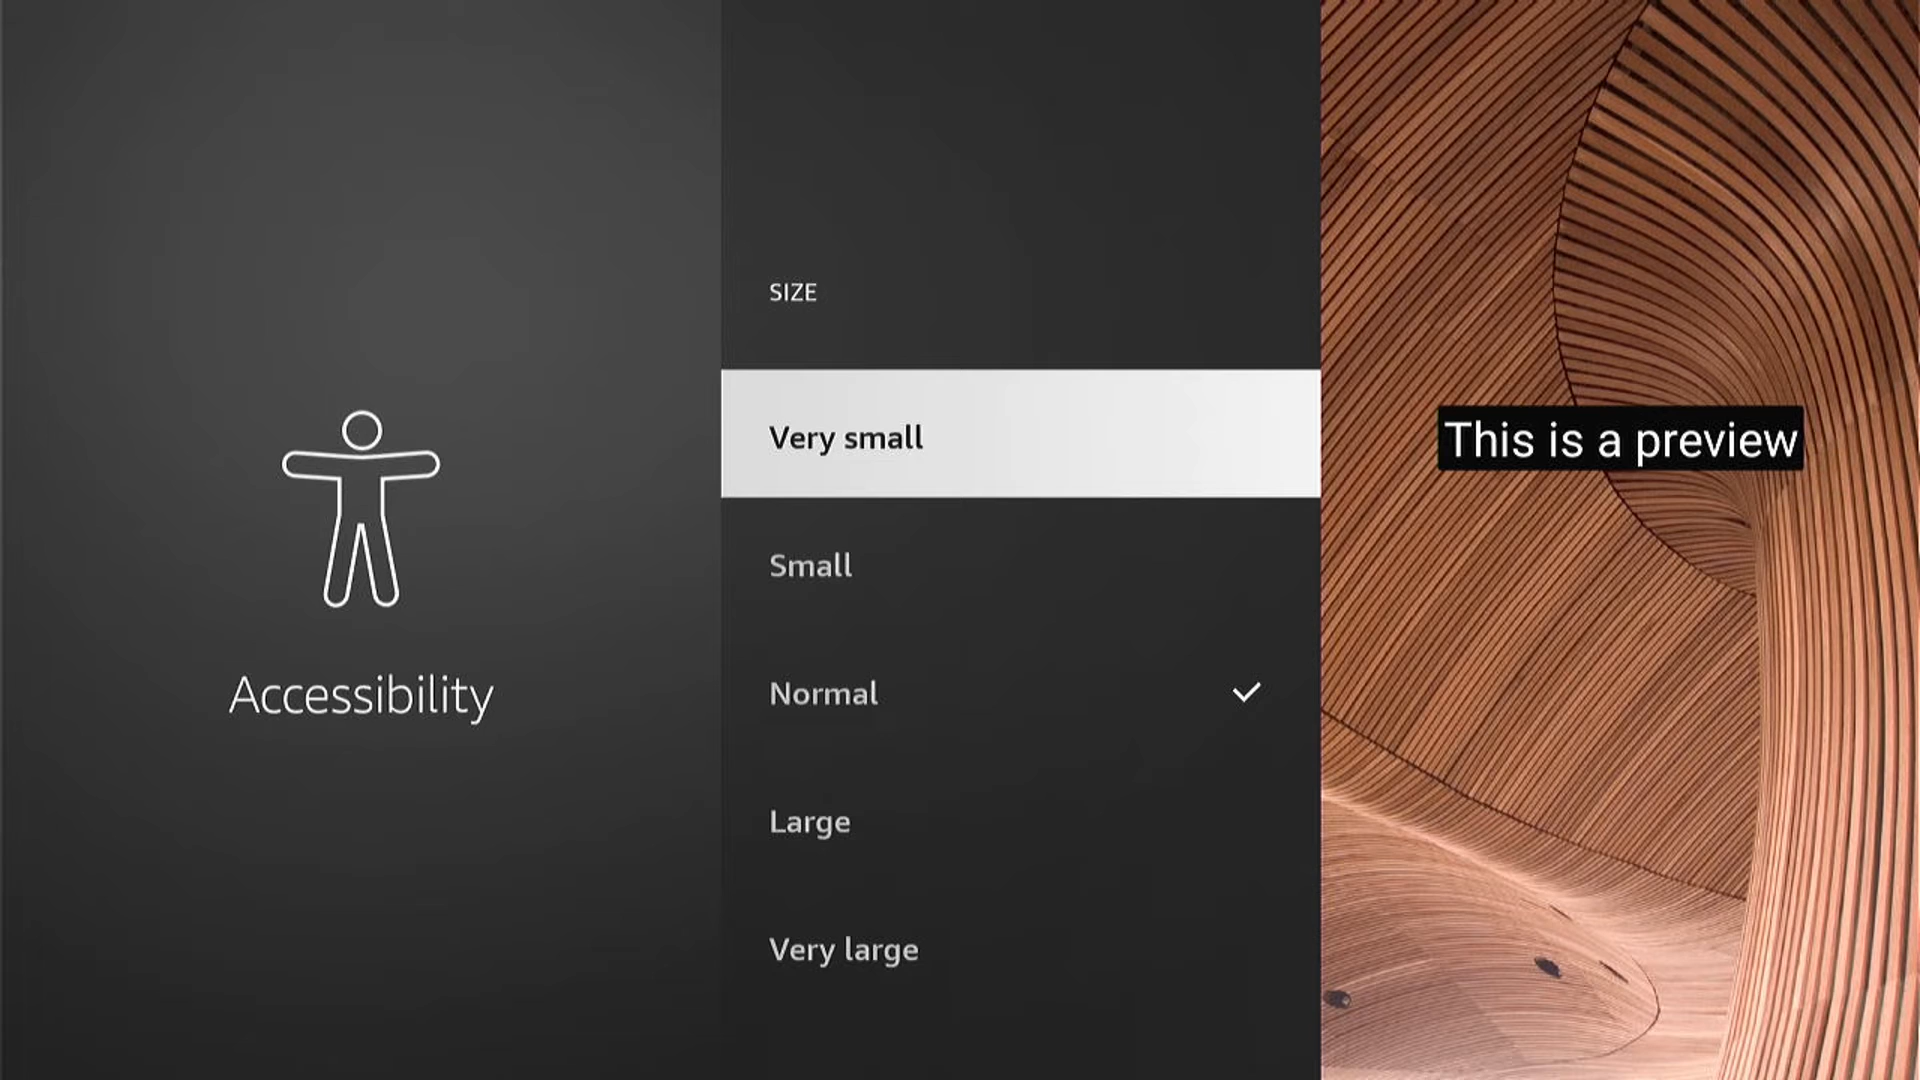 Accessibility
SIZE
Very small
Small
Normal
Large
Very large
This is a preview